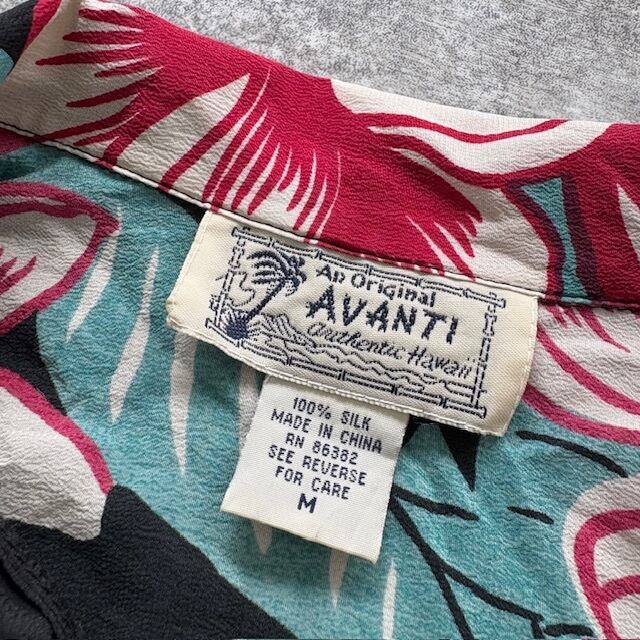 An Original
AVANTI
Authentic Hawaii
100% SILK
MADE IN CHINA
RN 86382
SEE REVERSE
FOR CARE
M